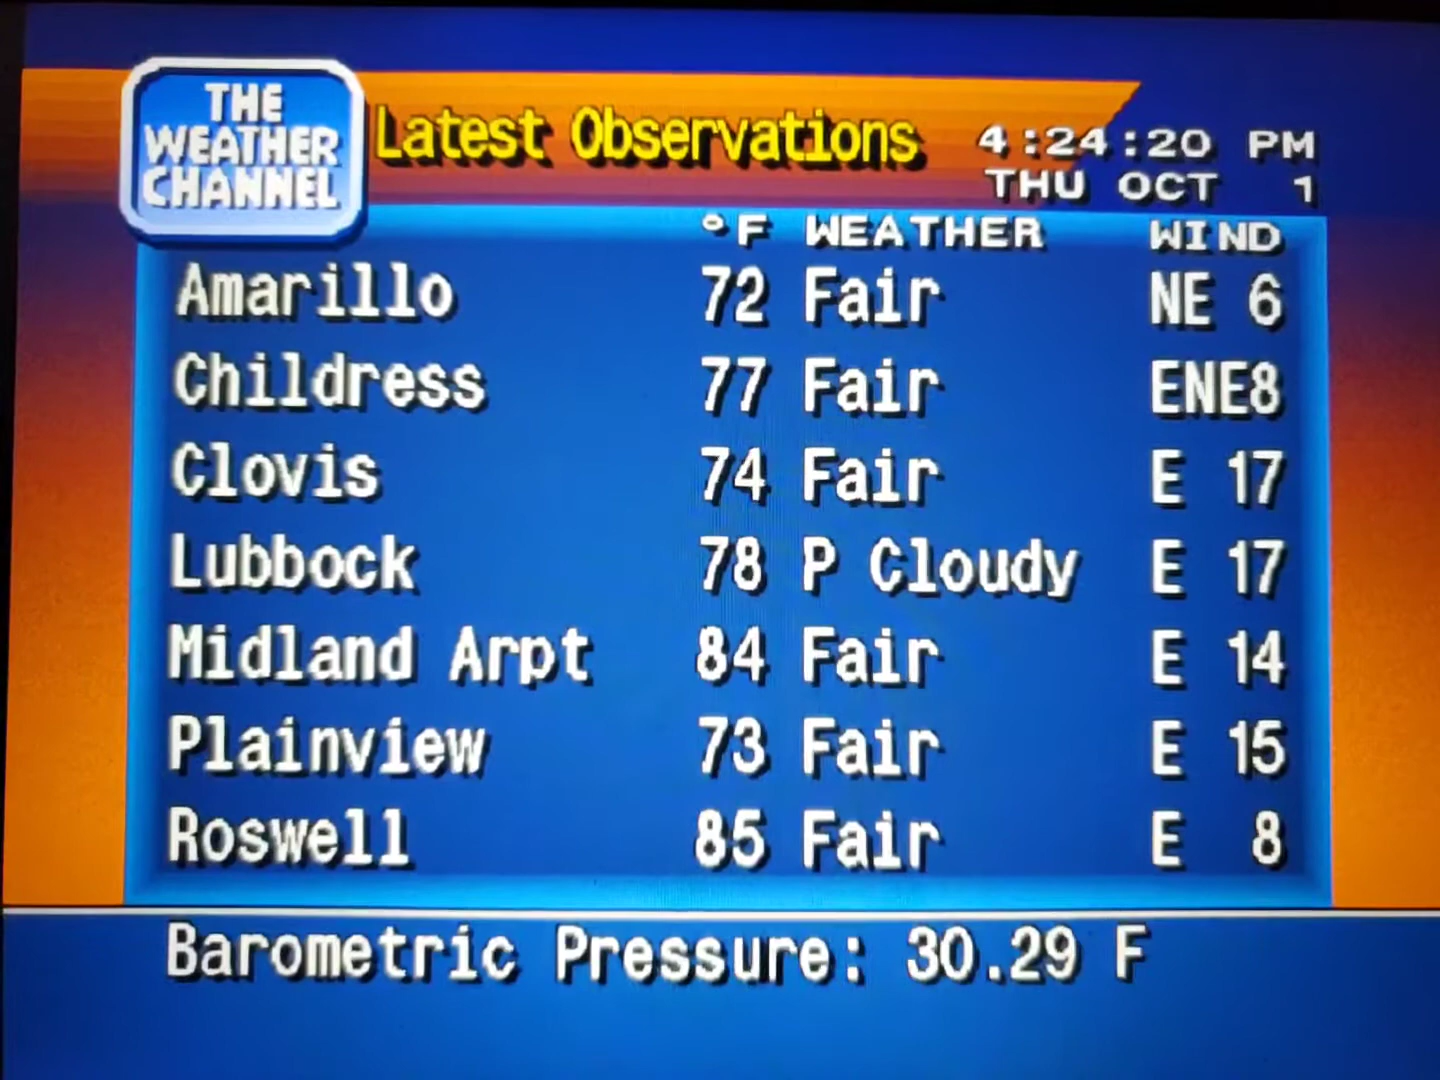 THE
WEATHER
CHANNEL
Latest Observations
4:24:20 PM
THU OCT 1
°F WEATHER WIND
Amarillo 72 Fair NE 6
Childress 77 Fair ENE8
Clovis 74 Fair E 17
Lubbock 78 P Cloudy E 17
Midland Arpt 84 Fair E 14
Plainview 73 Fair E 15
Roswell 85 Fair E 8
Barometric Pressure: 30.29 F